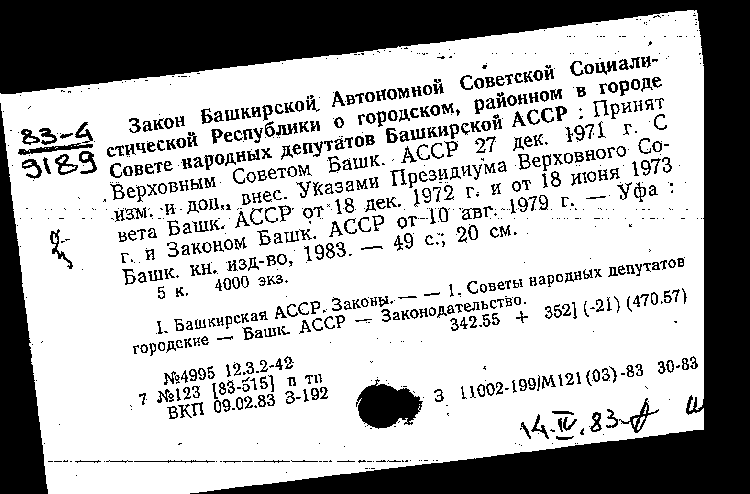 83-4
9189
Закон Башкирской Автономной Советской Социали-
стической Республики о городском, районном в городе
Совете народных депутатов Башкирской АССР : Принят
Верховным Советом Башк. АССР 27 дек. 1971 г. С
изм. и доп., внес. Указами Президиума Верховного Со-
вета Башк. АССР от 18 дек. 1972 г. и от 18 июня 1973
г. и Законом Башк. АССР от 10 авг. 1979 г. — Уфа :
Башк. кн. изд-во, 1983. — 49 с.; 20 см.
5 к. 4000 экз.
I. Башкирская АССР. Законы. — — 1. Советы народных депутатов
городские — Башк. АССР — Законодательство.
342.55 + 352] (-21) (470.57)
№4995 12.3.2-42
7 №123 [83-515] п тп
ВКП 09.02.83 З-192
З 11002-199/М121(03)-83 30-83
14.IV.83